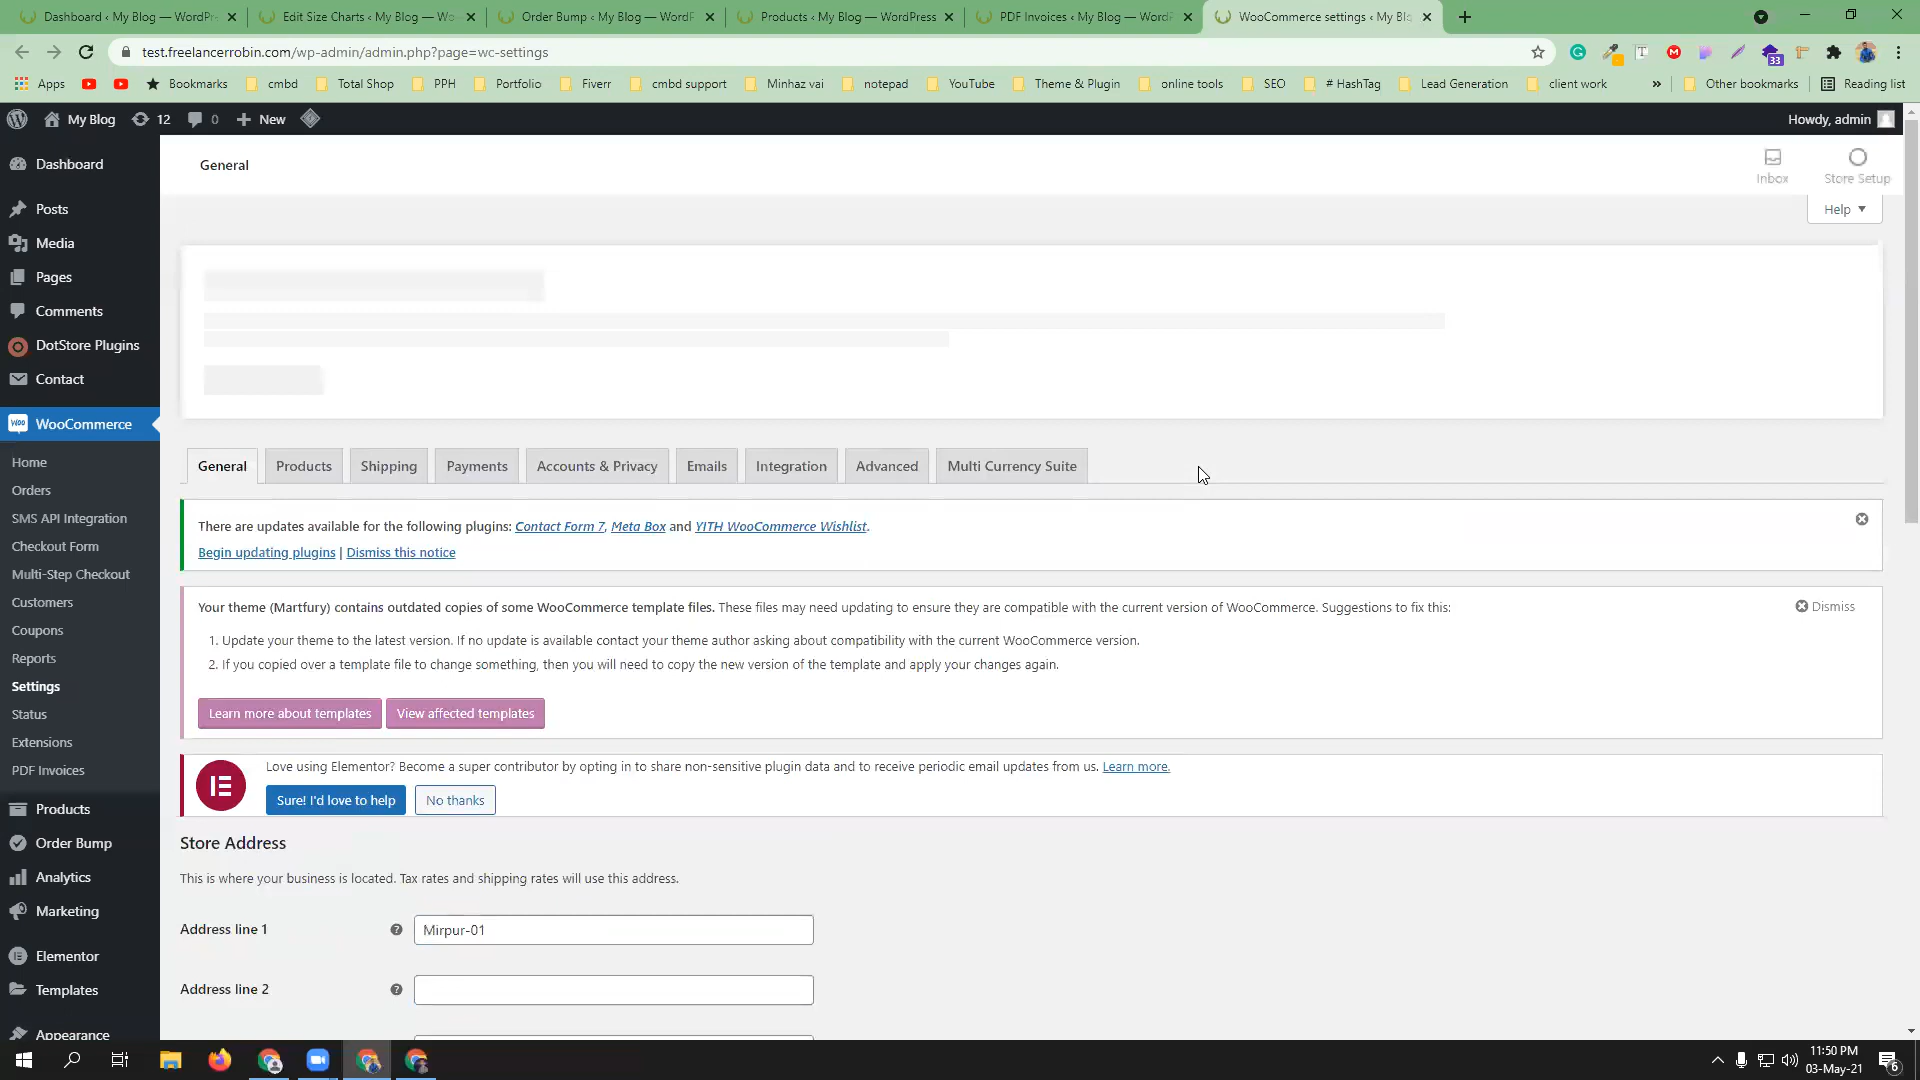 Dashboard ‹ My Blog — WordPr
Edit Size Charts ‹ My Blog — Wo
Order Bump ‹ My Blog — WordP
Products ‹ My Blog — WordPress
PDF Invoices ‹ My Blog — WordP
WooCommerce settings ‹ My Blo
test.freelancerrobin.com/wp-admin/admin.php?page=wc-settings
33
Apps
Bookmarks
cmbd
Total Shop
PPH
Portfolio
Fiverr
cmbd support
Minhaz vai
notepad
YouTube
Theme & Plugin
online tools
SEO
# HashTag
Lead Generation
client work
»
Other bookmarks
Reading list
My Blog
12
0
New
Howdy, admin
Dashboard
Posts
Media
Pages
Comments
DotStore Plugins
Contact
WooCommerce
Home
Orders
SMS API Integration
Checkout Form
Multi-Step Checkout
Customers
Coupons
Reports
Settings
Status
Extensions
PDF Invoices
Products
Order Bump
Analytics
Marketing
Elementor
Templates
Appearance
General
Inbox
Store Setup
Help
General
Products
Shipping
Payments
Accounts & Privacy
Emails
Integration
Advanced
Multi Currency Suite
There are updates available for the following plugins: Contact Form 7, Meta Box and YITH WooCommerce Wishlist.
Begin updating plugins | Dismiss this notice
Your theme (Martfury) contains outdated copies of some WooCommerce template files. These files may need updating to ensure they are compatible with the current version of WooCommerce. Suggestions to fix this:
Dismiss
1. Update your theme to the latest version. If no update is available contact your theme author asking about compatibility with the current WooCommerce version.
2. If you copied over a template file to change something, then you will need to copy the new version of the template and apply your changes again.
Learn more about templates
View affected templates
Love using Elementor? Become a super contributor by opting in to share non-sensitive plugin data and to receive periodic email updates from us. Learn more.
Sure! I'd love to help
No thanks
Store Address
This is where your business is located. Tax rates and shipping rates will use this address.
Address line 1
Mirpur-01
Address line 2
11:50 PM
03-May-21
6